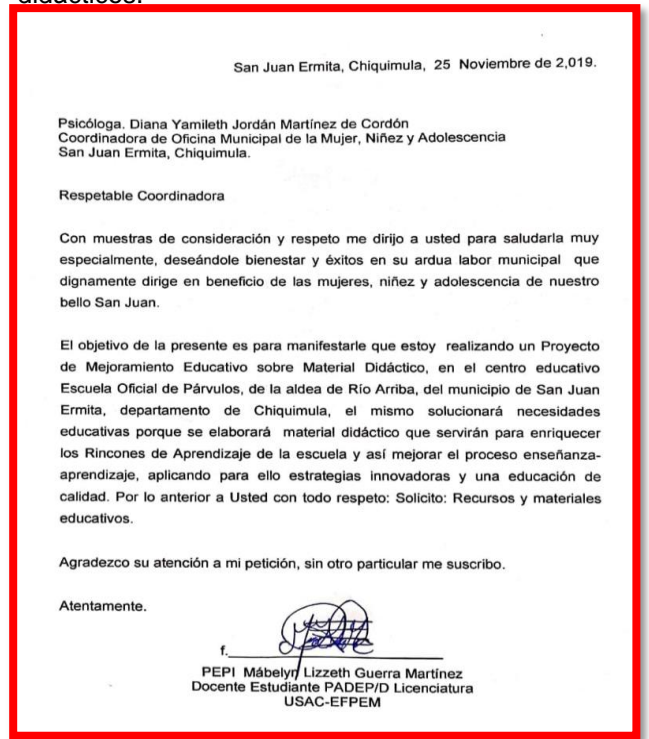 didácticos.
San Juan Ermita, Chiquimula, 25 Noviembre de 2,019.
Psicóloga. Diana Yamileth Jordán Martínez de Cordón
Coordinadora de Oficina Municipal de la Mujer, Niñez y Adolescencia
San Juan Ermita, Chiquimula.
Respetable Coordinadora
Con muestras de consideración y respeto me dirijo a usted para saludarla muy
especialmente, deseándole bienestar y éxitos en su ardua labor municipal que
dignamente dirige en beneficio de las mujeres, niñez y adolescencia de nuestro
bello San Juan.
El objetivo de la presente es para manifestarle que estoy realizando un Proyecto
de Mejoramiento Educativo sobre Material Didáctico, en el centro educativo
Escuela Oficial de Párvulos, de la aldea de Río Arriba, del municipio de San Juan
Ermita, departamento de Chiquimula, el mismo solucionará necesidades
educativas porque se elaborará material didáctico que servirán para enriquecer
los Rincones de Aprendizaje de la escuela y así mejorar el proceso enseñanza-
aprendizaje, aplicando para ello estrategias innovadoras y una educación de
calidad. Por lo anterior a Usted con todo respeto: Solicito: Recursos y materiales
educativos.
Agradezco su atención a mi petición, sin otro particular me suscribo.
Atentamente.
f.
PEPI Mábelyn Lizzeth Guerra Martínez
Docente Estudiante PADEP/D Licenciatura
USAC-EFPEM